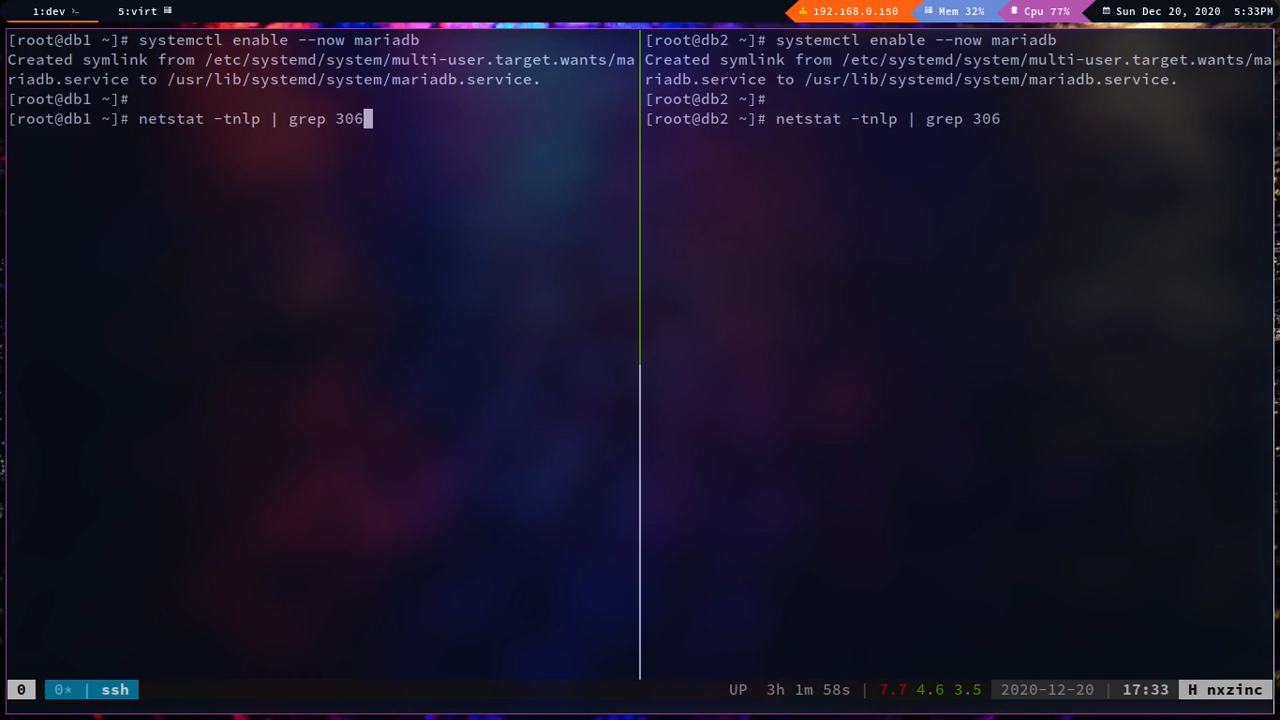 1:dev
5:virt
192.168.0.150
Mem 32%
Cpu 77%
Sun Dec 20, 2020
5:33PM
[root@db1 ~]# systemctl enable --now mariadb
Created symlink from /etc/systemd/system/multi-user.target.wants/ma
riadb.service to /usr/lib/systemd/system/mariadb.service.
[root@db1 ~]#
[root@db1 ~]# netstat -tnlp | grep 306
[root@db2 ~]# systemctl enable --now mariadb
Created symlink from /etc/systemd/system/multi-user.target.wants/ma
riadb.service to /usr/lib/systemd/system/mariadb.service.
[root@db2 ~]#
[root@db2 ~]# netstat -tnlp | grep 306
0 0* | ssh
UP 3h 1m 58s | 7.7 4.6 3.5 | 2020-12-20 | 17:33 H nxzinc